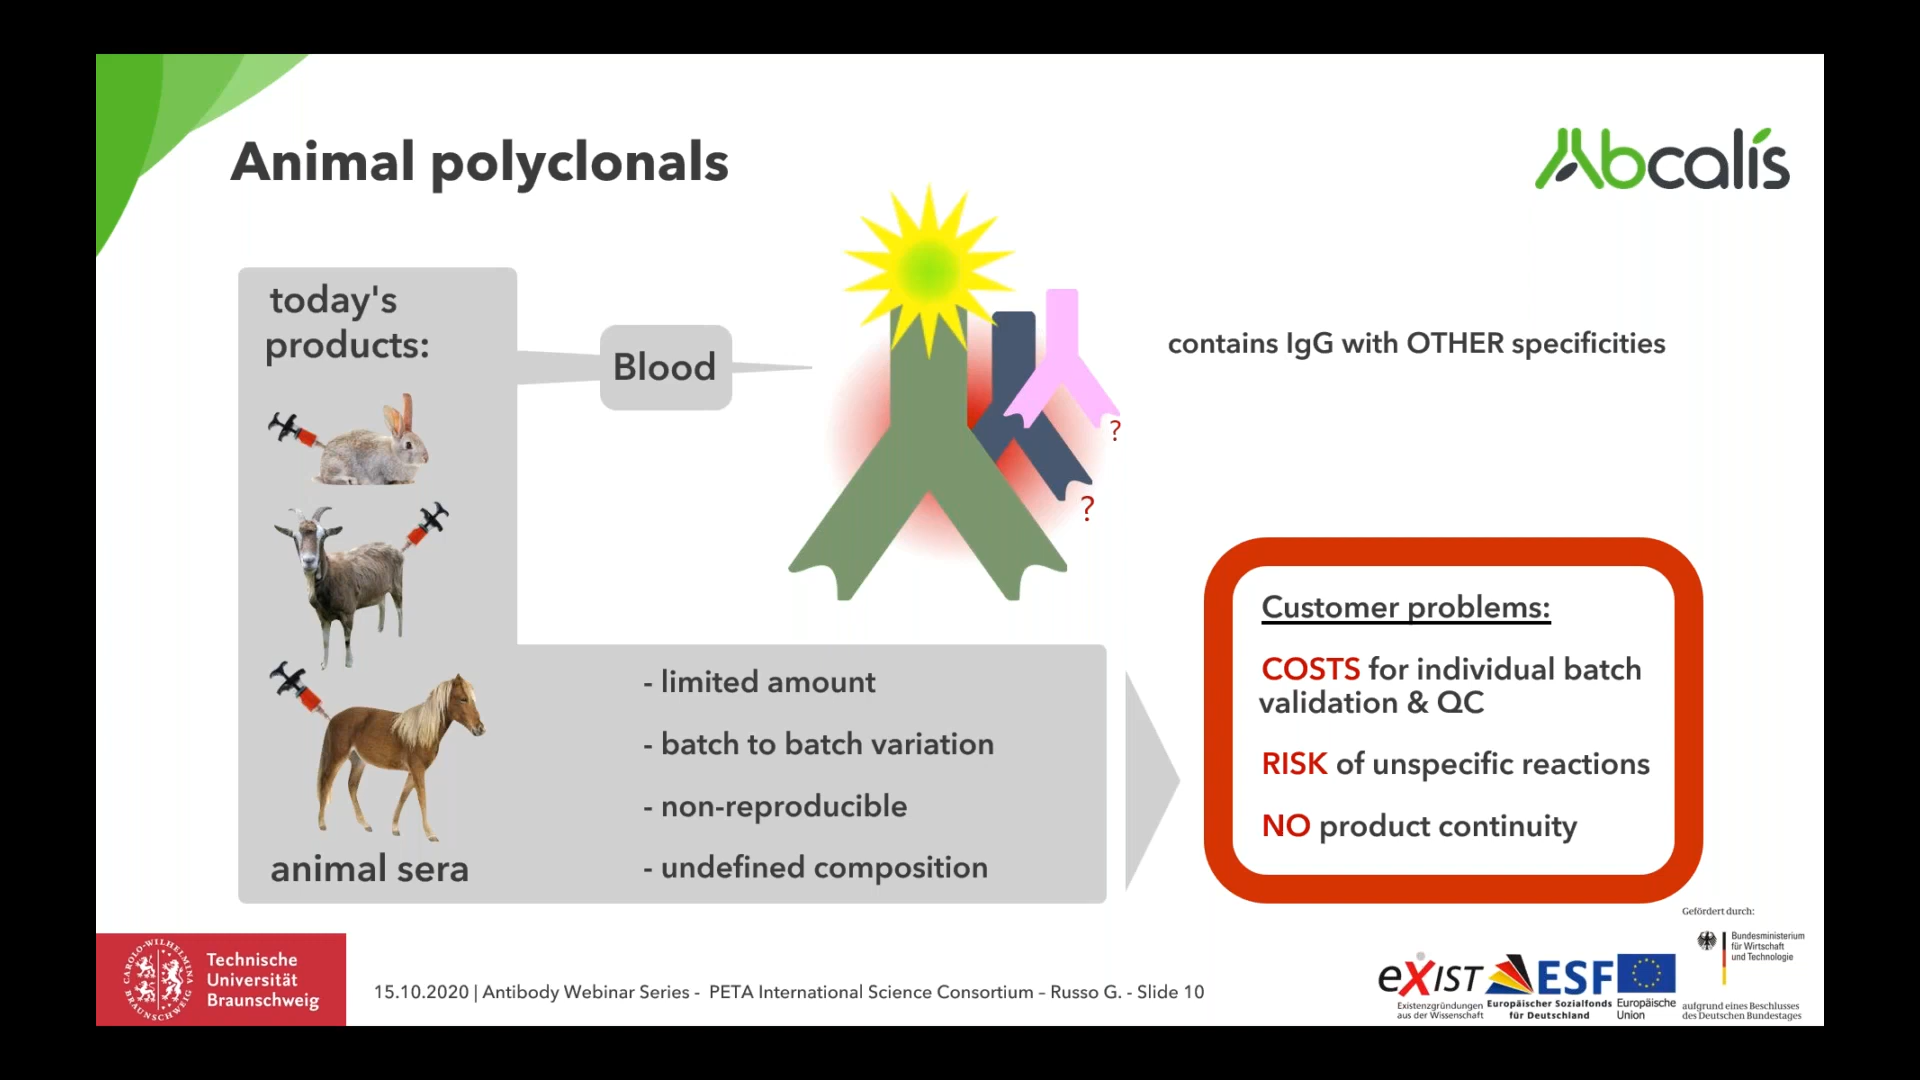 Animal polyclonals
Abcalis
today's
products:
Blood
contains IgG with OTHER specificities
?
?
animal sera
- limited amount
- batch to batch variation
- non-reproducible
- undefined composition
Customer problems:
COSTS for individual batch
validation & QC
RISK of unspecific reactions
NO product continuity
CAROLO-WILHELMINA
BRAUNSCHWEIG
Technische
Universität
Braunschweig
15.10.2020 | Antibody Webinar Series - PETA International Science Consortium – Russo G. - Slide 10
eXIST
Existenzgründungen
aus der Wissenschaft
ESF
Europäischer Sozialfonds
für Deutschland
Europäische
Union
Gefördert durch:
Bundesministerium
für Wirtschaft
und Technologie
aufgrund eines Beschlusses
des Deutschen Bundestages